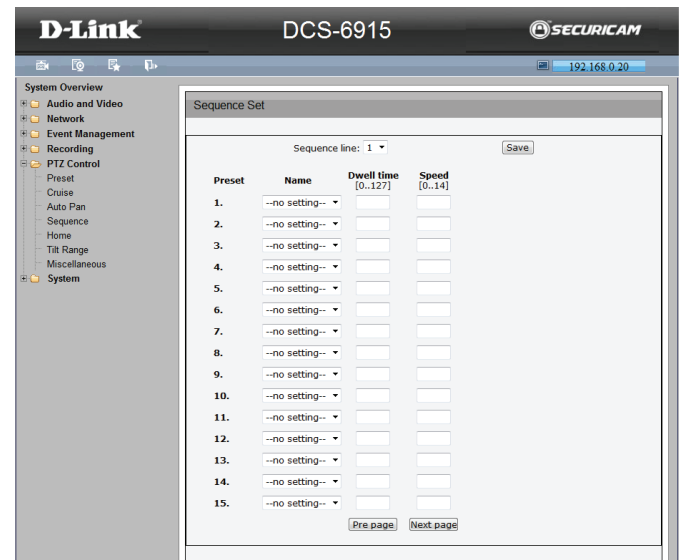 D-Link
DCS-6915
SECURICAM
192.168.0.20
System Overview
Audio and Video
Network
Event Management
Recording
PTZ Control
Preset
Cruise
Auto Pan
Sequence
Home
Tilt Range
Miscellaneous
System
Sequence Set
Sequence line: 1 Save
Preset Name Dwell time [0..127] Speed [0..14]
1. --no setting--
2. --no setting--
3. --no setting--
4. --no setting--
5. --no setting--
6. --no setting--
7. --no setting--
8. --no setting--
9. --no setting--
10. --no setting--
11. --no setting--
12. --no setting--
13. --no setting--
14. --no setting--
15. --no setting--
Pre page Next page